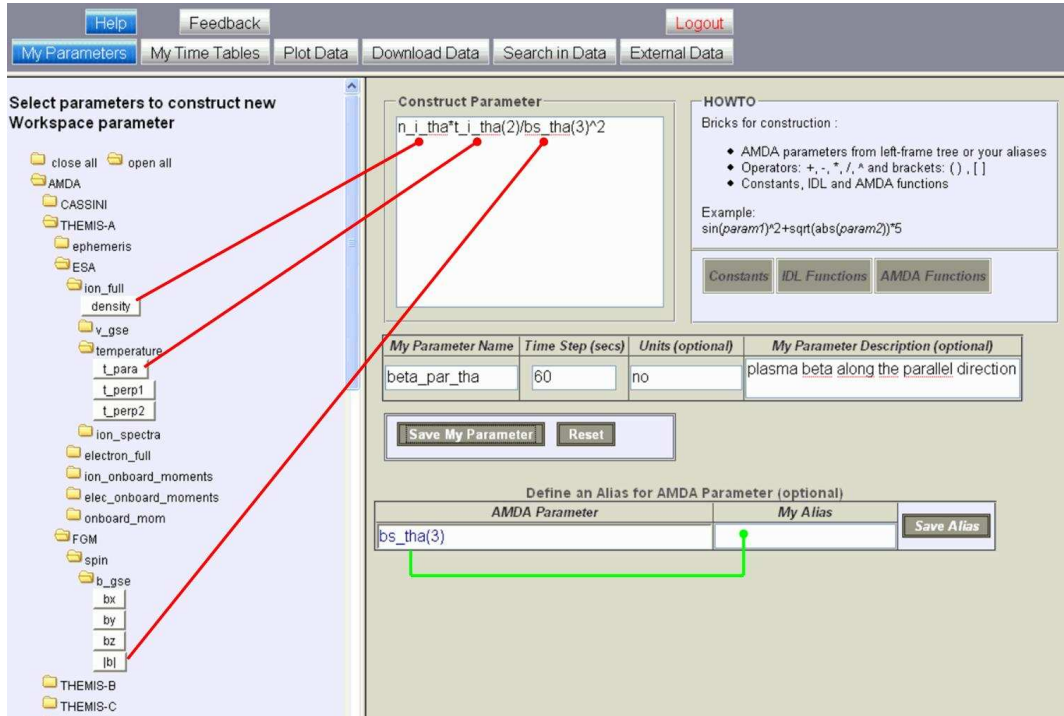 Help Feedback Logout
My Parameters My Time Tables Plot Data Download Data Search in Data External Data
Select parameters to construct new
Workspace parameter
close all open all
AMDA
CASSINI
THEMIS-A
ephemeris
ESA
ion_full
density
v_gse
temperature
t_para
t_perp1
t_perp2
ion_spectra
electron_full
ion_onboard_moments
elec_onboard_moments
onboard_mom
FGM
spin
b_gse
bx
by
bz
|b|
THEMIS-B
THEMIS-C
Construct Parameter
n_i_tha*t_i_tha(2)/bs_tha(3)^2
HOWTO
Bricks for construction :
AMDA parameters from left-frame tree or your aliases
Operators: +, -, *, /, ^ and brackets: ( ) , [ ]
Constants, IDL and AMDA functions
Example:
sin(param1)^2+sqrt(abs(param2))*5
Constants IDL Functions AMDA Functions
My Parameter Name Time Step (secs) Units (optional) My Parameter Description (optional)
beta_par_tha 60 no plasma beta along the parallel direction
Save My Parameter Reset
Define an Alias for AMDA Parameter (optional)
AMDA Parameter My Alias
bs_tha(3) Save Alias